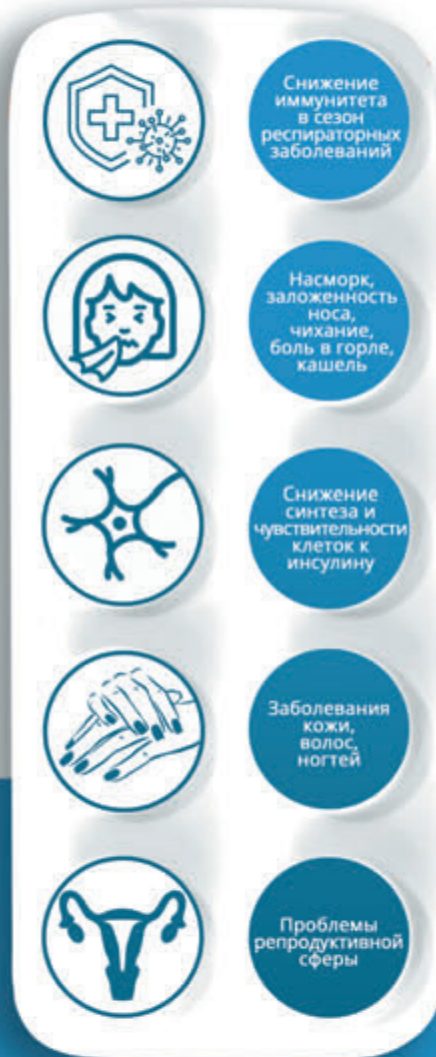 Снижение
иммунитета
в сезон
респираторных
заболеваний
Насморк,
заложенность
носа,
чихание,
боль в горле,
кашель
Снижение
синтеза и
чувствительности
клеток к
инсулину
Заболевания
кожи,
волос,
ногтей
Проблемы
репродуктивной
сферы